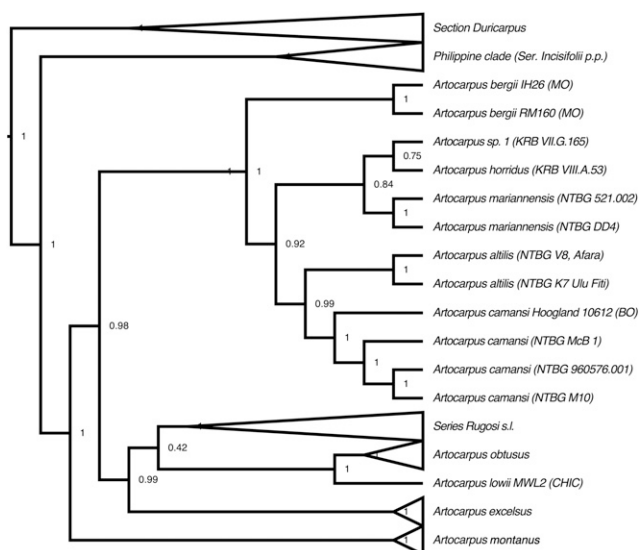 Section Duricarpus
Philippine clade (Ser. Incisifolii p.p.)
Artocarpus bergii IH26 (MO)
1
Artocarpus bergii RM160 (MO)
1
Artocarpus sp. 1 (KRB VII.G.165)
0.75
Artocarpus horridus (KRB VIII.A.53)
1
1
0.84
Artocarpus mariannensis (NTBG 521.002)
1
Artocarpus mariannensis (NTBG DD4)
1
0.92
Artocarpus altilis (NTBG V8, Afara)
1
Artocarpus altilis (NTBG K7 Ulu Fiti)
0.99
Artocarpus camansi Hoogland 10612 (BO)
0.98
Artocarpus camansi (NTBG McB 1)
1
1
Artocarpus camansi (NTBG 960576.001)
1
Artocarpus camansi (NTBG M10)
Series Rugosi s.l.
1
0.42
Artocarpus obtusus
1
Artocarpus lowii MWL2 (CHIC)
0.99
1
Artocarpus excelsus
1
Artocarpus montanus